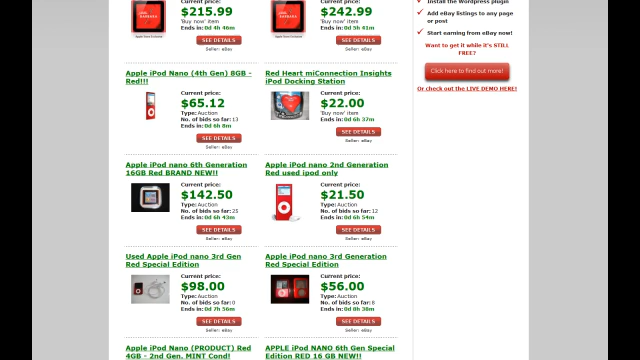 Current price:
$215.99
'Buy now' item
Ends in: 0d 4h 46m
SEE DETAILS
Seller: eBay
Current price:
$242.99
'Buy now' item
Ends in: 0d 5h 41m
SEE DETAILS
Seller: eBay
Apple iPod Nano (4th Gen) 8GB -
Red!!!
Current price:
$65.12
Type: Auction
No. of bids so far: 13
Ends in: 0d 6h 8m
SEE DETAILS
Seller: eBay
Red Heart miConnection Insights
iPod Docking Station
Current price:
$22.00
'Buy now' item
Ends in: 0d 6h 37m
SEE DETAILS
Seller: eBay
Apple iPod nano 6th Generation
16GB Red BRAND NEW!!
Current price:
$142.50
Type: Auction
No. of bids so far: 25
Ends in: 0d 6h 43m
SEE DETAILS
Seller: eBay
Apple iPod nano 2nd Generation
Red used ipod only
Current price:
$21.50
Type: Auction
No. of bids so far: 12
Ends in: 0d 6h 54m
SEE DETAILS
Seller: eBay
Used Apple iPod nano 3rd Gen
Red Special Edition
Current price:
$98.00
Type: Auction
No. of bids so far: 0
Ends in: 0d 7h 56m
SEE DETAILS
Seller: eBay
Apple iPod nano 3rd Generation
Red Special Edition
Current price:
$56.00
Type: Auction
No. of bids so far: 8
Ends in: 0d 8h 38m
SEE DETAILS
Seller: eBay
Apple iPod Nano (PRODUCT) Red
4GB - 2nd Gen. MINT Cond!
APPLE iPOD NANO 6th Gen Special
Edition RED 16 GB NEW!!
Install the Wordpress plugin
Add eBay listings to any page
or post
Start earning from eBay now!
Want to get it while it's STILL
FREE?
Click here to find out more!
Or check out the LIVE DEMO HERE!